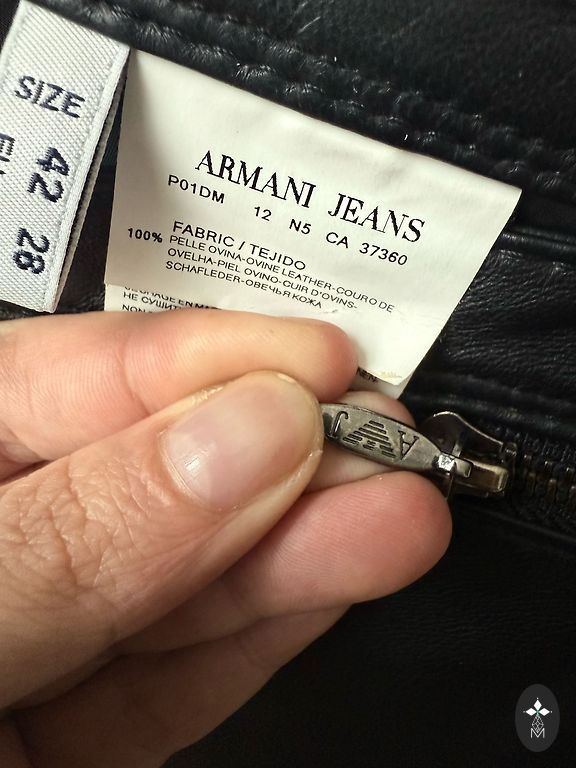 SIZE
42
28
ARMANI JEANS
P01DM 12 N5 CA 37360
FABRIC / TEJIDO
100% PELLE OVINA-OVINE LEATHER-COURO DE
OVELHA-PIEL OVINO-CUIR D'OVINS-
SCHAFLEDER-ОВЕЧЬЯ КОЖА
НЕ СУШИТЬ
NON
A J
M